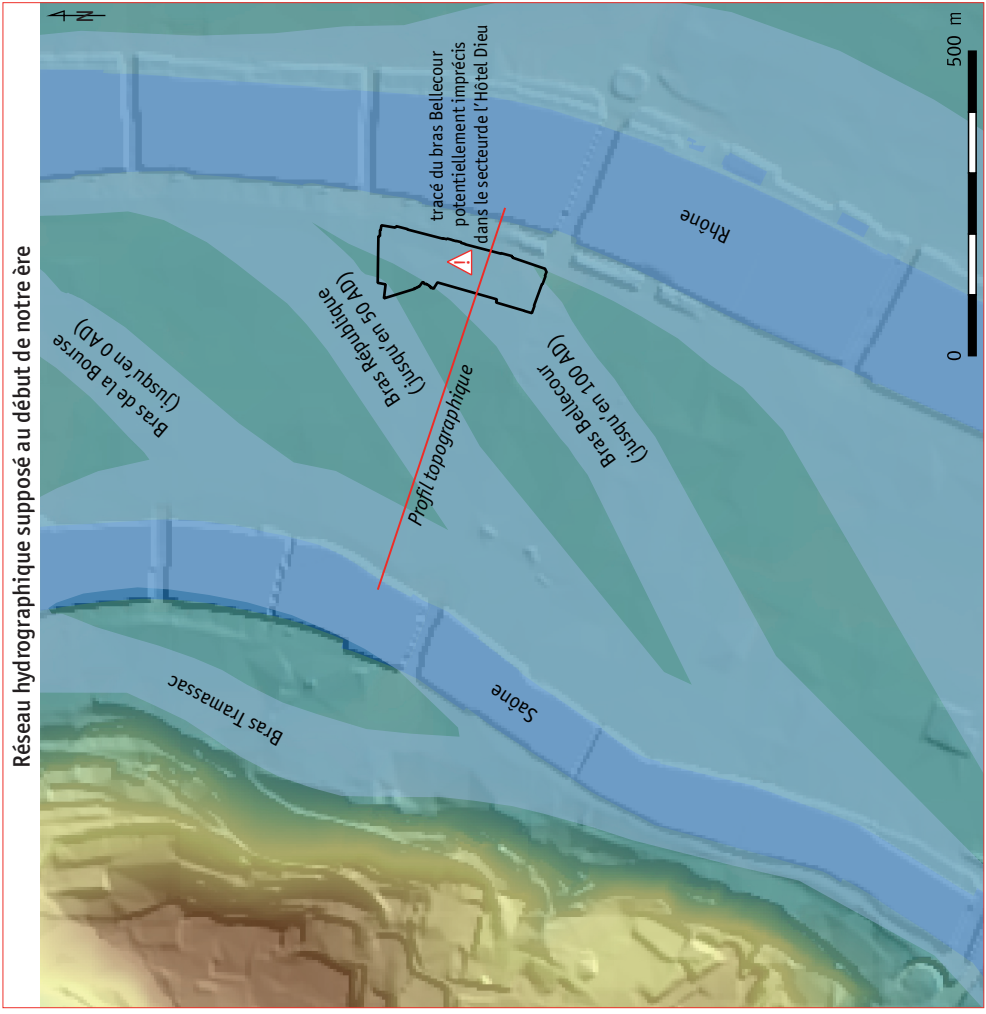 Réseau hydrographique supposé au début de notre ère
N
Bras de la Bourse
(jusqu'en 0 AD)
Bras République
(jusqu'en 50 AD)
tracé du bras Bellecour
potentiellement imprécis
dans le secteurde l'Hôtel Dieu
!
Profil topographique
Bras Bellecour
(jusqu'en 100 AD)
Rhône
Bras Tramassac
Saône
0 500 m